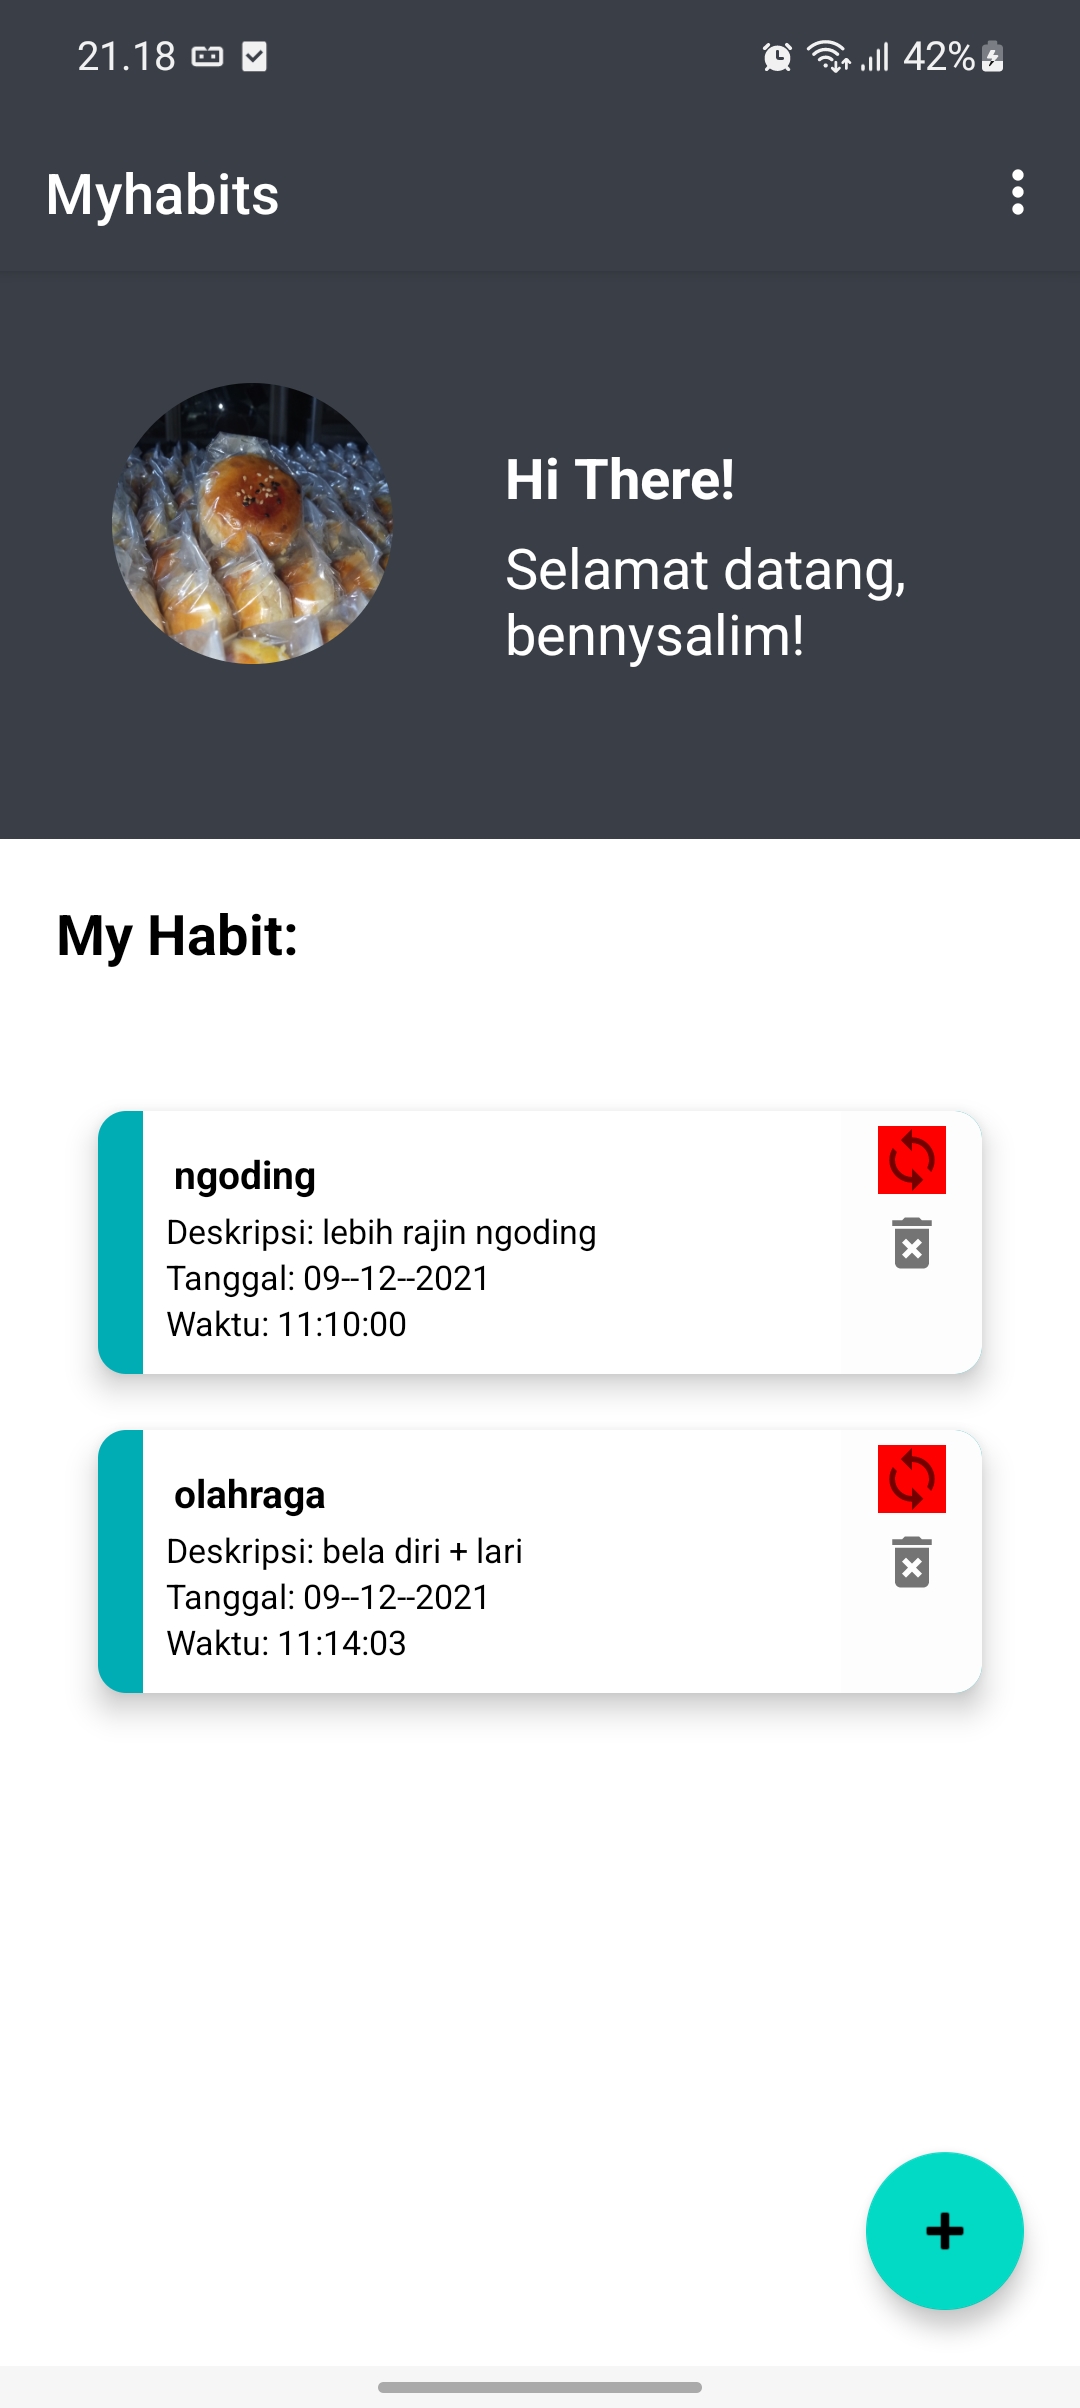 21.18
42%
Myhabits
Hi There!
Selamat datang,
bennysalim!
My Habit:
ngoding
Deskripsi: lebih rajin ngoding
Tanggal: 09--12--2021
Waktu: 11:10:00
olahraga
Deskripsi: bela diri + lari
Tanggal: 09--12--2021
Waktu: 11:14:03